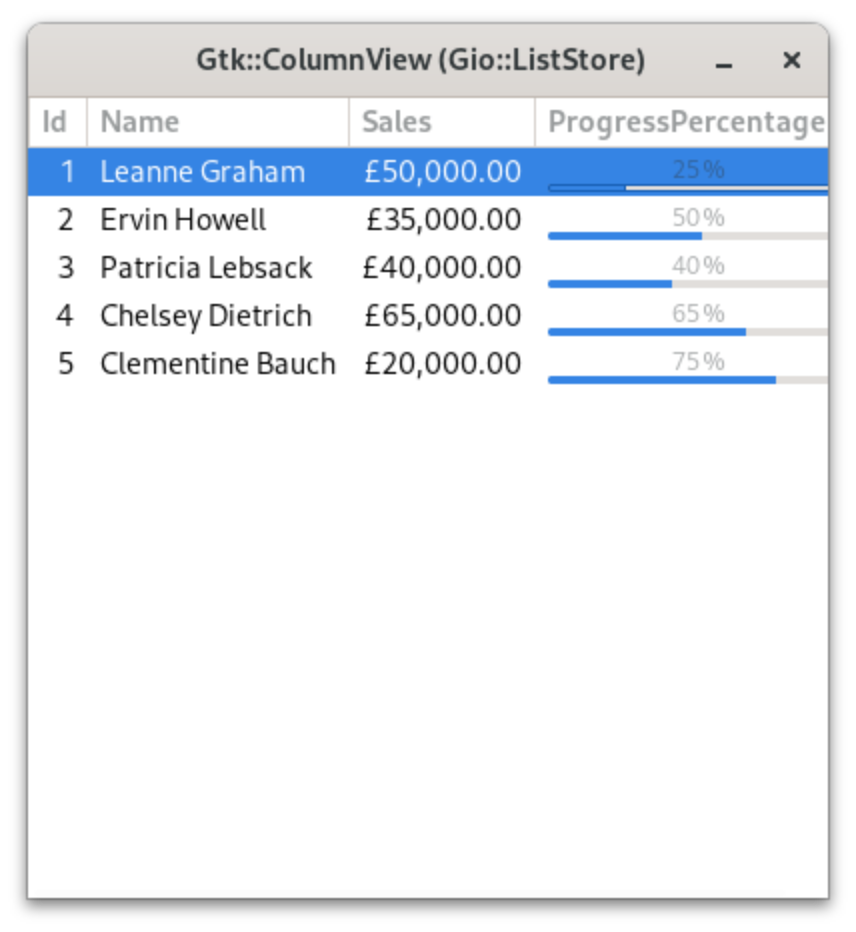 Gtk::ColumnView (Gio::ListStore)
Id Name Sales ProgressPercentage
1 Leanne Graham £50,000.00 25%
2 Ervin Howell £35,000.00 50%
3 Patricia Lebsack £40,000.00 40%
4 Chelsey Dietrich £65,000.00 65%
5 Clementine Bauch £20,000.00 75%